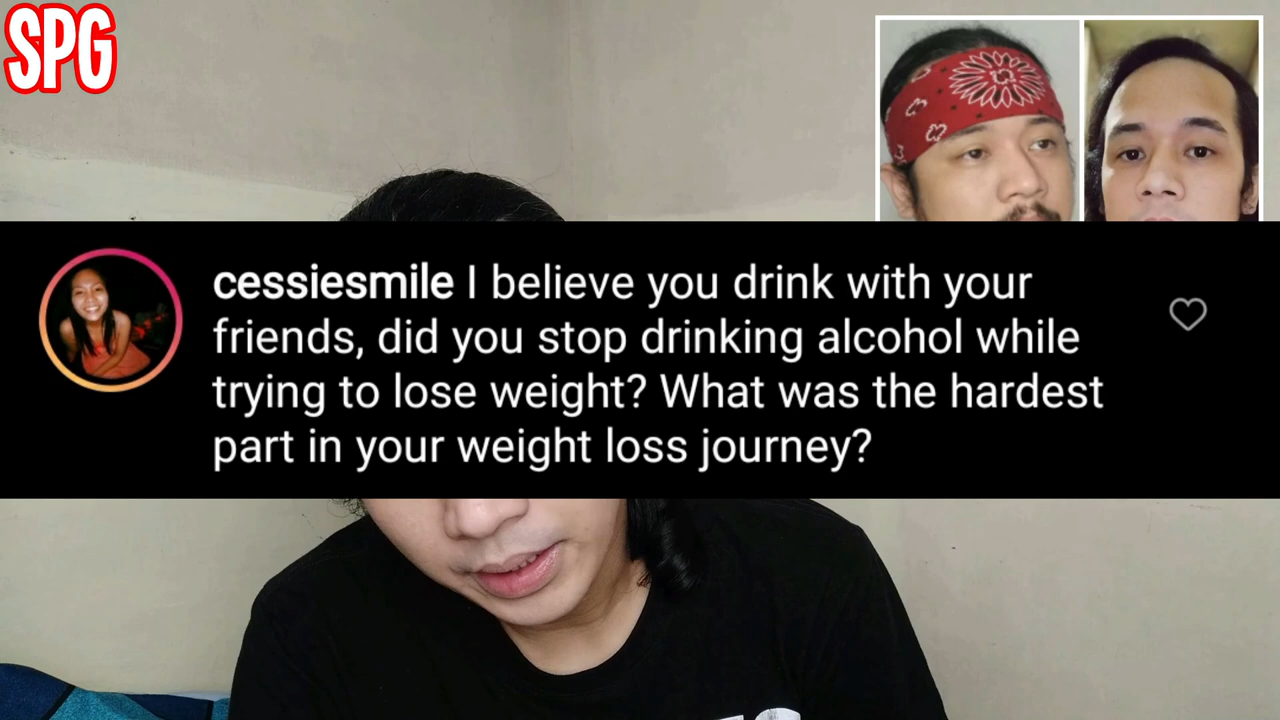 SPG
cessiesmile I believe you drink with your
friends, did you stop drinking alcohol while
trying to lose weight? What was the hardest
part in your weight loss journey?